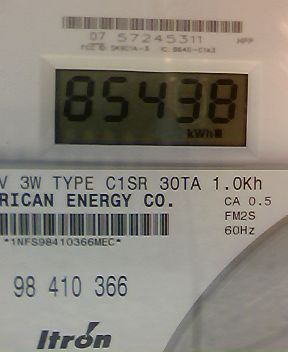 07 57245311 HPP
85438
kWh
V 3W TYPE C1SR 30TA 1.0Kh
RICAN ENERGY CO. CA 0.5
FM2S
60Hz
*1NFS98410366MEC*
98 410 366
Itron